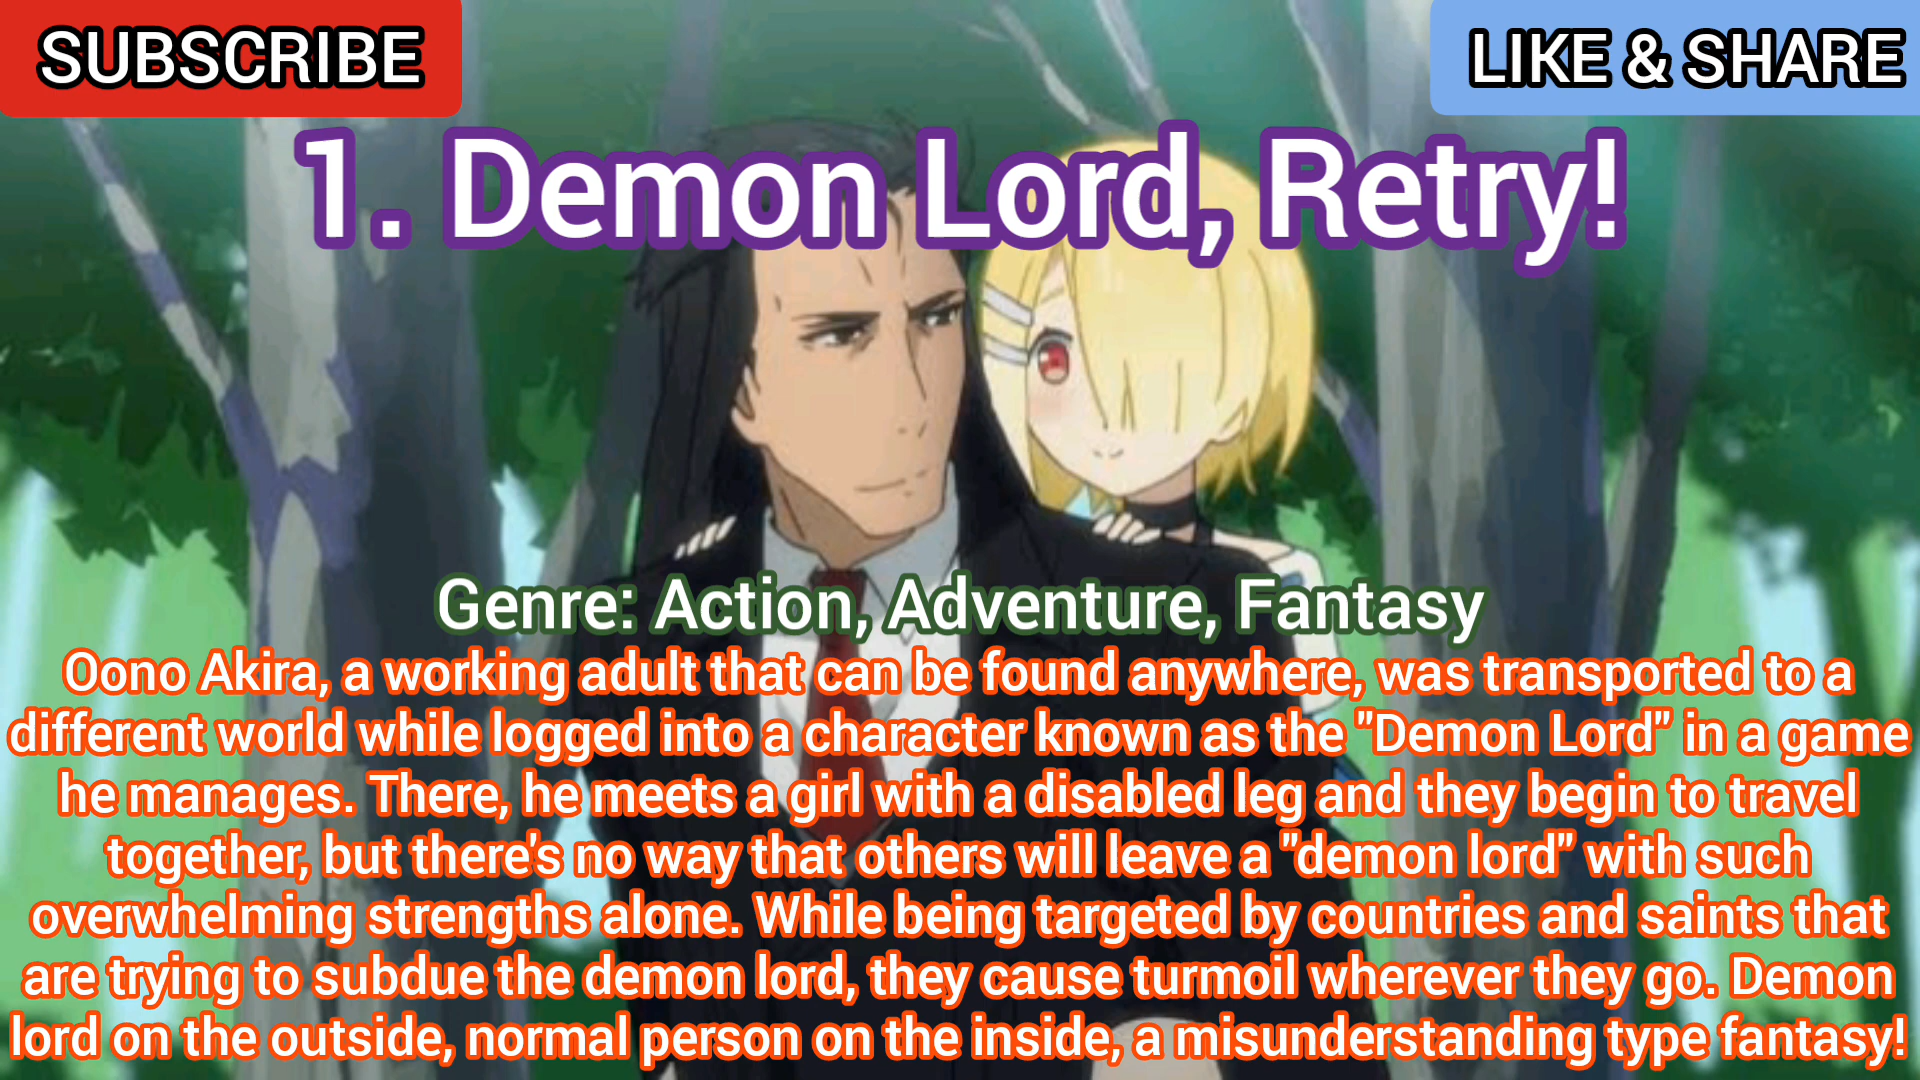 SUBSCRIBE
LIKE & SHARE
1. Demon Lord, Retry!
Genre: Action, Adventure, Fantasy
Oono Akira, a working adult that can be found anywhere, was transported to a
different world while logged into a character known as the "Demon Lord" in a game
he manages. There, he meets a girl with a disabled leg and they begin to travel
together, but there's no way that others will leave a "demon lord" with such
overwhelming strengths alone. While being targeted by countries and saints that
are trying to subdue the demon lord, they cause turmoil wherever they go. Demon
lord on the outside, normal person on the inside, a misunderstanding type fantasy!